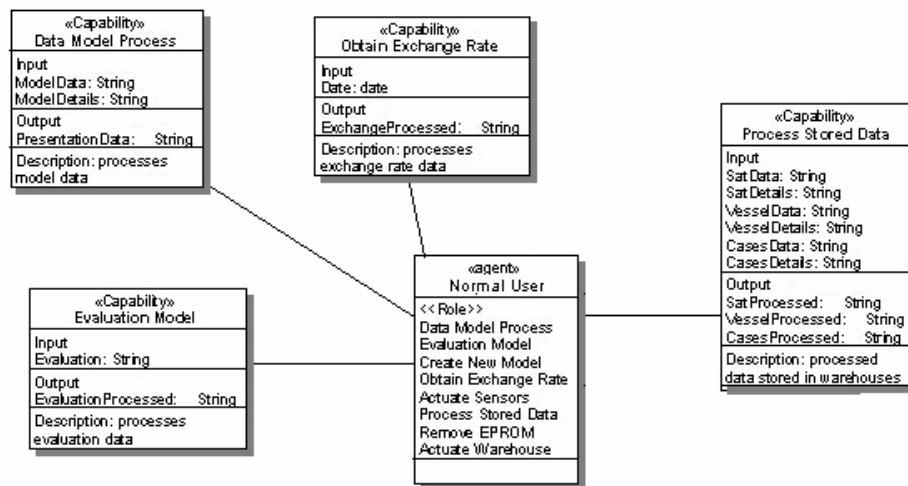 «Capability»
Data Model Process
Input
ModelData: String
ModelDetails: String
Output
PresentationData: String
Description: processes
model data
«Capability»
Obtain Exchange Rate
Input
Date: date
Output
ExchangeProcessed: String
Description: processes
exchange rate data
«Capability»
Process Stored Data
Input
SatData: String
SatDetails: String
VesselData: String
VesselDetails: String
CasesData: String
CasesDetails: String
Output
SatProcessed: String
VesselProcessed: String
CasesProcessed: String
Description: processed
data stored in warehouses
«Capability»
Evaluation Model
Input
Evaluation: String
Output
EvaluationProcessed: String
Description: processes
evaluation data
«agent»
Normal User
<<Role>>
Data Model Process
Evaluation Model
Create New Model
Obtain Exchange Rate
Actuate Sensors
Process Stored Data
Remove EPROM
Actuate Warehouse